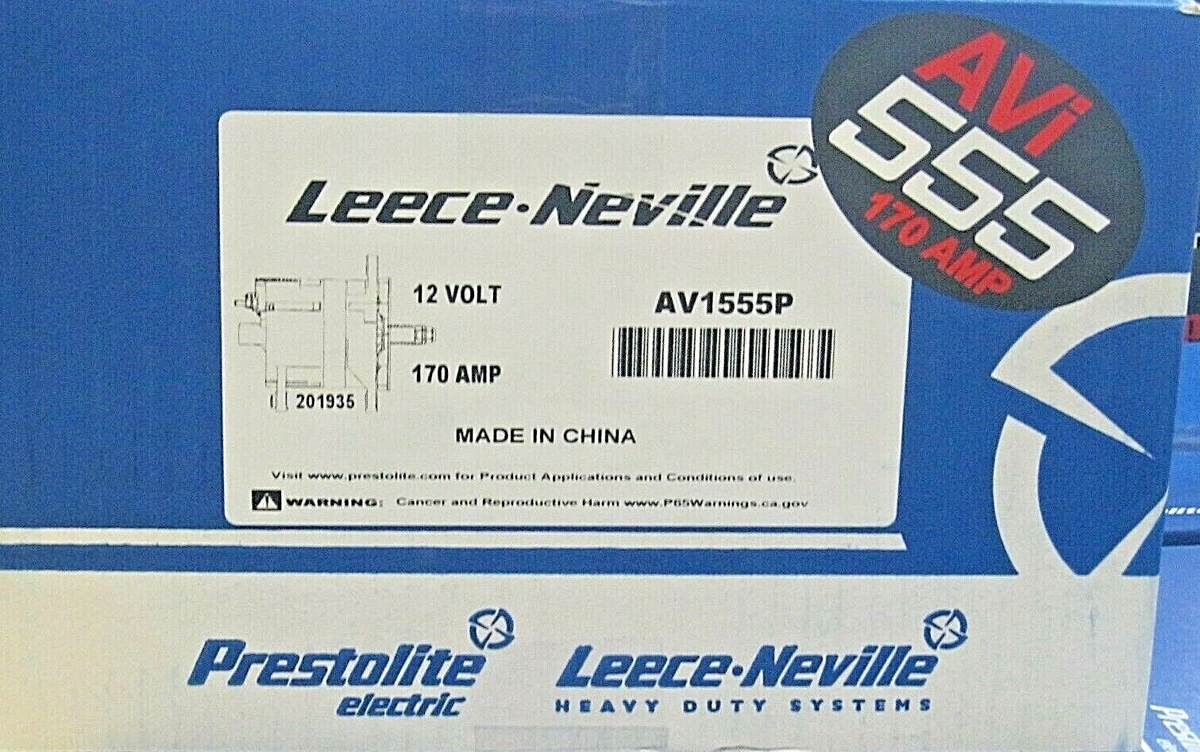 AVi
555
170 AMP
Leece-Neville
12 VOLT
AV1555P
170 AMP
201935
MADE IN CHINA
Visit www.prestolite.com for Product Applications and Conditions of use.
WARNING: Cancer and Reproductive Harm www.P65Warnings.ca.gov
Prestolite
electric
Leece-Neville
HEAVY DUTY SYSTEMS